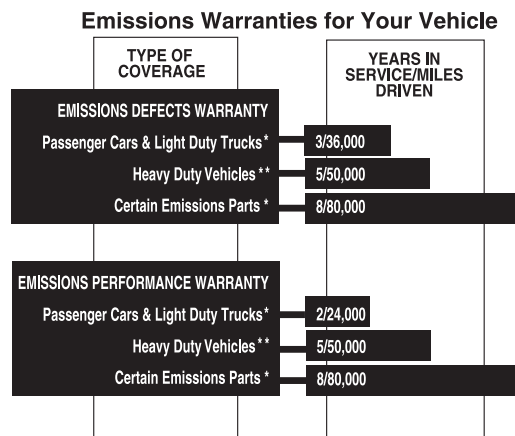 Emissions Warranties for Your Vehicle
TYPE OF
COVERAGE
YEARS IN
SERVICE/MILES
DRIVEN
EMISSIONS DEFECTS WARRANTY
Passenger Cars & Light Duty Trucks* 3/36,000
Heavy Duty Vehicles** 5/50,000
Certain Emissions Parts * 8/80,000
EMISSIONS PERFORMANCE WARRANTY
Passenger Cars & Light Duty Trucks* 2/24,000
Heavy Duty Vehicles** 5/50,000
Certain Emissions Parts * 8/80,000